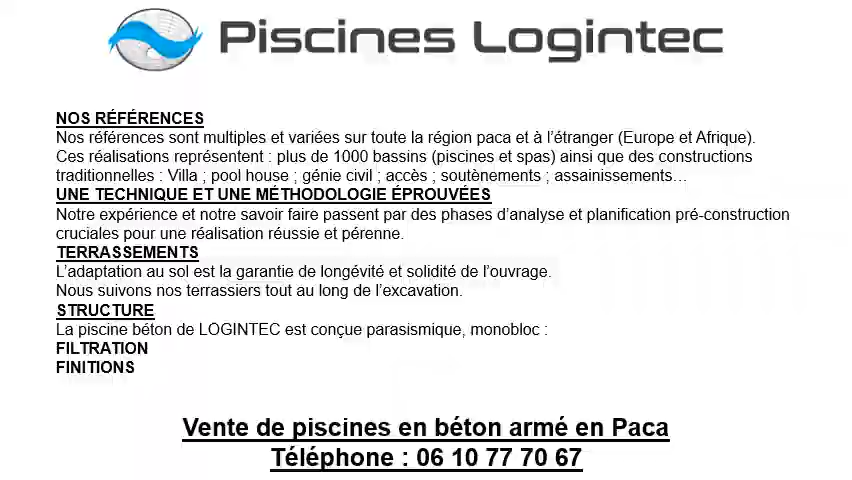 Piscines Logintec
NOS RÉFÉRENCES
Nos références sont multiples et variées sur toute la région paca et à l’étranger (Europe et Afrique).
Ces réalisations représentent : plus de 1000 bassins (piscines et spas) ainsi que des constructions
traditionnelles : Villa ; pool house ; génie civil ; accès ; soutènements ; assainissements…
UNE TECHNIQUE ET UNE MÉTHODOLOGIE ÉPROUVÉES
Notre expérience et notre savoir faire passent par des phases d’analyse et planification pré-construction
cruciales pour une réalisation réussie et pérenne.
TERRASSEMENTS
L’adaptation au sol est la garantie de longévité et solidité de l’ouvrage.
Nous suivons nos terrassiers tout au long de l’excavation.
STRUCTURE
La piscine béton de LOGINTEC est conçue parasismique, monobloc :
FILTRATION
FINITIONS
Vente de piscines en béton armé en Paca
Téléphone : 06 10 77 70 67